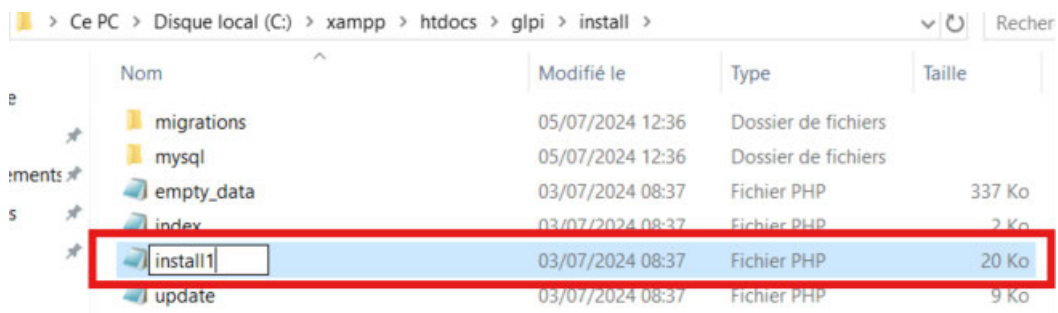 Ce PC > Disque local (C:) > xampp > htdocs > glpi > install > Recher
Nom Modifié le Type Taille
e
migrations 05/07/2024 12:36 Dossier de fichiers
mysql 05/07/2024 12:36 Dossier de fichiers
ements
empty_data 03/07/2024 08:37 Fichier PHP 337 Ko
s
index 03/07/2024 08:37 Fichier PHP 2 Ko
install1 03/07/2024 08:37 Fichier PHP 20 Ko
update 03/07/2024 08:37 Fichier PHP 9 Ko